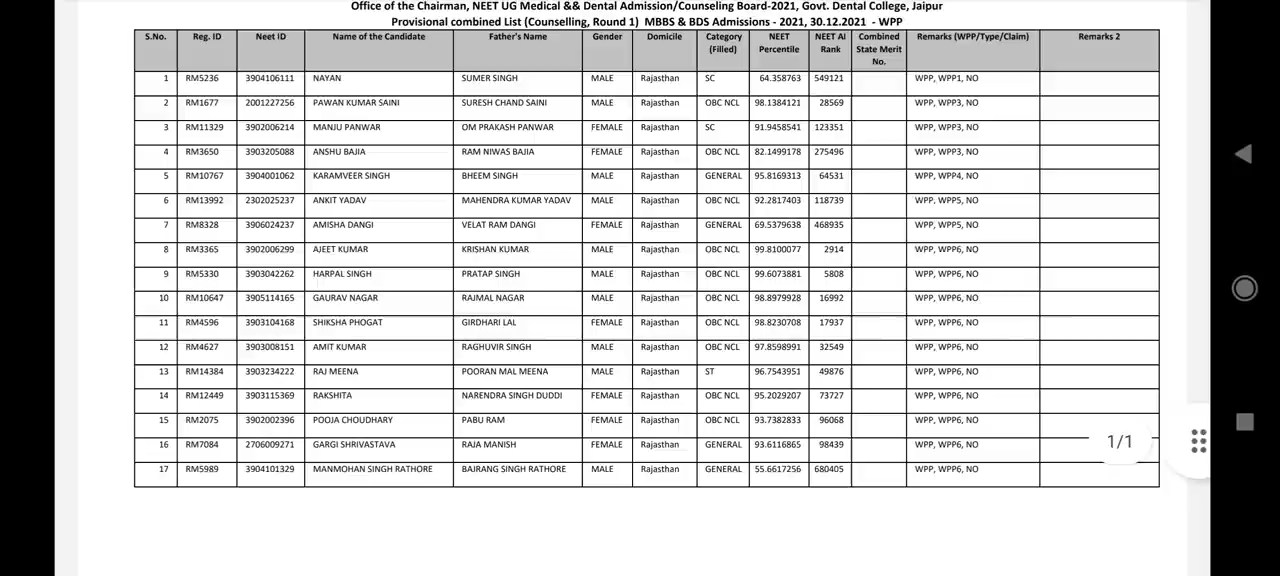 Office of the Chairman, NEET UG Medical && Dental Admission/Counseling Board-2021, Govt. Dental College, Jaipur
Provisional combined List (Counselling, Round 1) MBBS & BDS Admissions - 2021, 30.12.2021 - WPP
S.No. Reg. ID Neet ID Name of the Candidate Father's Name Gender Domicile Category (Filled) NEET Percentile NEET AI Rank Combined State Merit No. Remarks (WPP/Type/Claim) Remarks 2
1 RM5236 3904106111 NAYAN SUMER SINGH MALE Rajasthan SC 64.358763 549121 WPP, WPP1, NO
2 RM1677 2001227256 PAWAN KUMAR SAINI SURESH CHAND SAINI MALE Rajasthan OBC NCL 98.1384121 28569 WPP, WPP3, NO
3 RM11329 3902006214 MANJU PANWAR OM PRAKASH PANWAR FEMALE Rajasthan SC 91.9458541 123351 WPP, WPP3, NO
4 RM3650 3903205088 ANSHU BAJIA RAM NIWAS BAJIA FEMALE Rajasthan OBC NCL 82.1499178 275496 WPP, WPP3, NO
5 RM10767 3904001062 KARAMVEER SINGH BHEEM SINGH MALE Rajasthan GENERAL 95.8169313 64531 WPP, WPP4, NO
6 RM13992 2302025237 ANKIT YADAV MAHENDRA KUMAR YADAV MALE Rajasthan OBC NCL 92.2817403 118739 WPP, WPP5, NO
7 RM8328 3906024237 AMISHA DANGI VELAT RAM DANGI FEMALE Rajasthan GENERAL 69.5379638 468935 WPP, WPP5, NO
8 RM3365 3902006299 AJEET KUMAR KRISHAN KUMAR MALE Rajasthan OBC NCL 99.8100077 2914 WPP, WPP6, NO
9 RM5330 3903042262 HARPAL SINGH PRATAP SINGH MALE Rajasthan OBC NCL 99.6073881 5808 WPP, WPP6, NO
10 RM10647 3905114165 GAURAV NAGAR RAJMAL NAGAR MALE Rajasthan OBC NCL 98.8979928 16992 WPP, WPP6, NO
11 RM4596 3903104168 SHIKSHA PHOGAT GIRDHARI LAL FEMALE Rajasthan OBC NCL 98.8230708 17937 WPP, WPP6, NO
12 RM4627 3903008151 AMIT KUMAR RAGHUVIR SINGH MALE Rajasthan OBC NCL 97.8598991 32549 WPP, WPP6, NO
13 RM14384 3903234222 RAJ MEENA POORAN MAL MEENA MALE Rajasthan ST 96.7543951 49876 WPP, WPP6, NO
14 RM12449 3903115369 RAKSHITA NARENDRA SINGH DUDDI FEMALE Rajasthan OBC NCL 95.2029207 73727 WPP, WPP6, NO
15 RM2075 3902002396 POOJA CHOUDHARY PABU RAM FEMALE Rajasthan OBC NCL 93.7382833 96068 WPP, WPP6, NO
16 RM7084 2706009271 GARGI SHRIVASTAVA RAJA MANISH FEMALE Rajasthan GENERAL 93.6116865 98439 WPP, WPP6, NO
1/1
17 RM5989 3904101329 MANMOHAN SINGH RATHORE BAJRANG SINGH RATHORE MALE Rajasthan GENERAL 55.6617256 680405 WPP, WPP6, NO